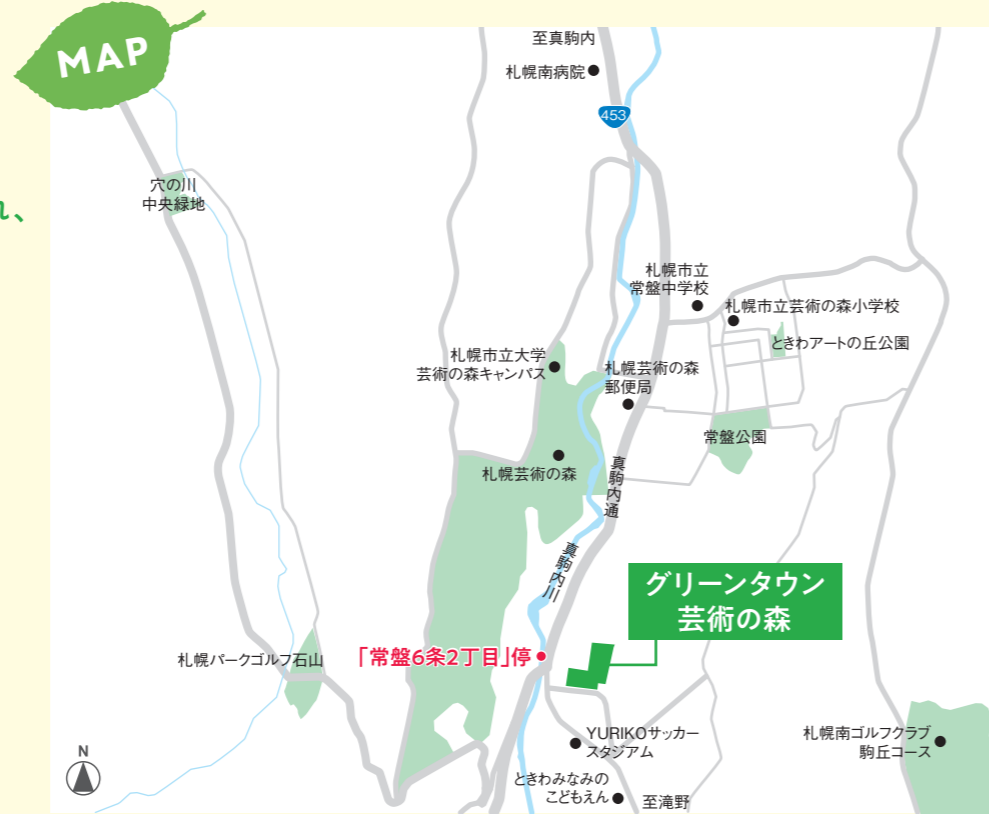 MAP
れ、
至真駒内
札幌南病院
453
穴の川
中央緑地
札幌市立
常盤中学校
札幌市立芸術の森小学校
ときわアートの丘公園
札幌市立大学
芸術の森キャンパス
札幌芸術の森
郵便局
常盤公園
札幌芸術の森
真駒内通
真駒内川
グリーンタウン
芸術の森
「常盤6条2丁目」停
札幌パークゴルフ石山
YURIKOサッカー
スタジアム
札幌南ゴルフクラブ
駒丘コース
N
ときわみなみの
こどもえん
至滝野